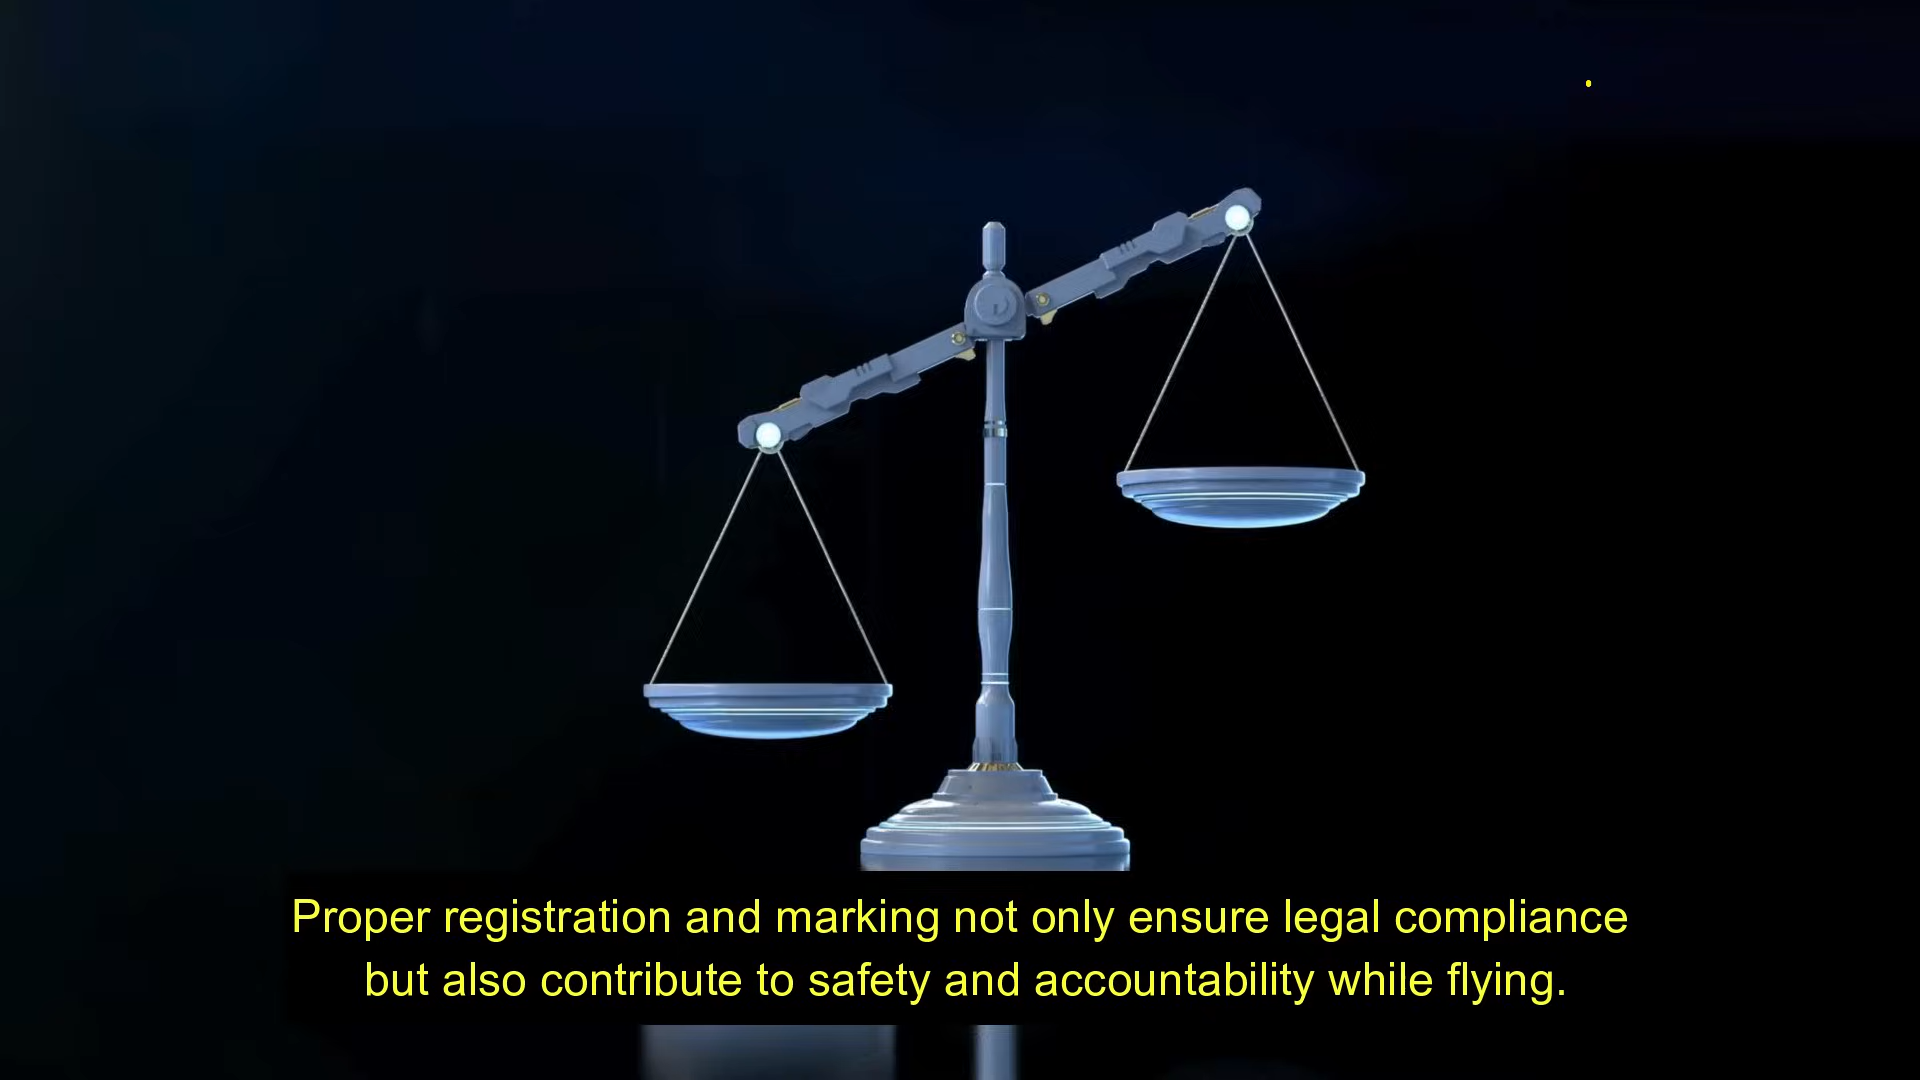 Proper registration and marking not only ensure legal compliance
but also contribute to safety and accountability while flying.